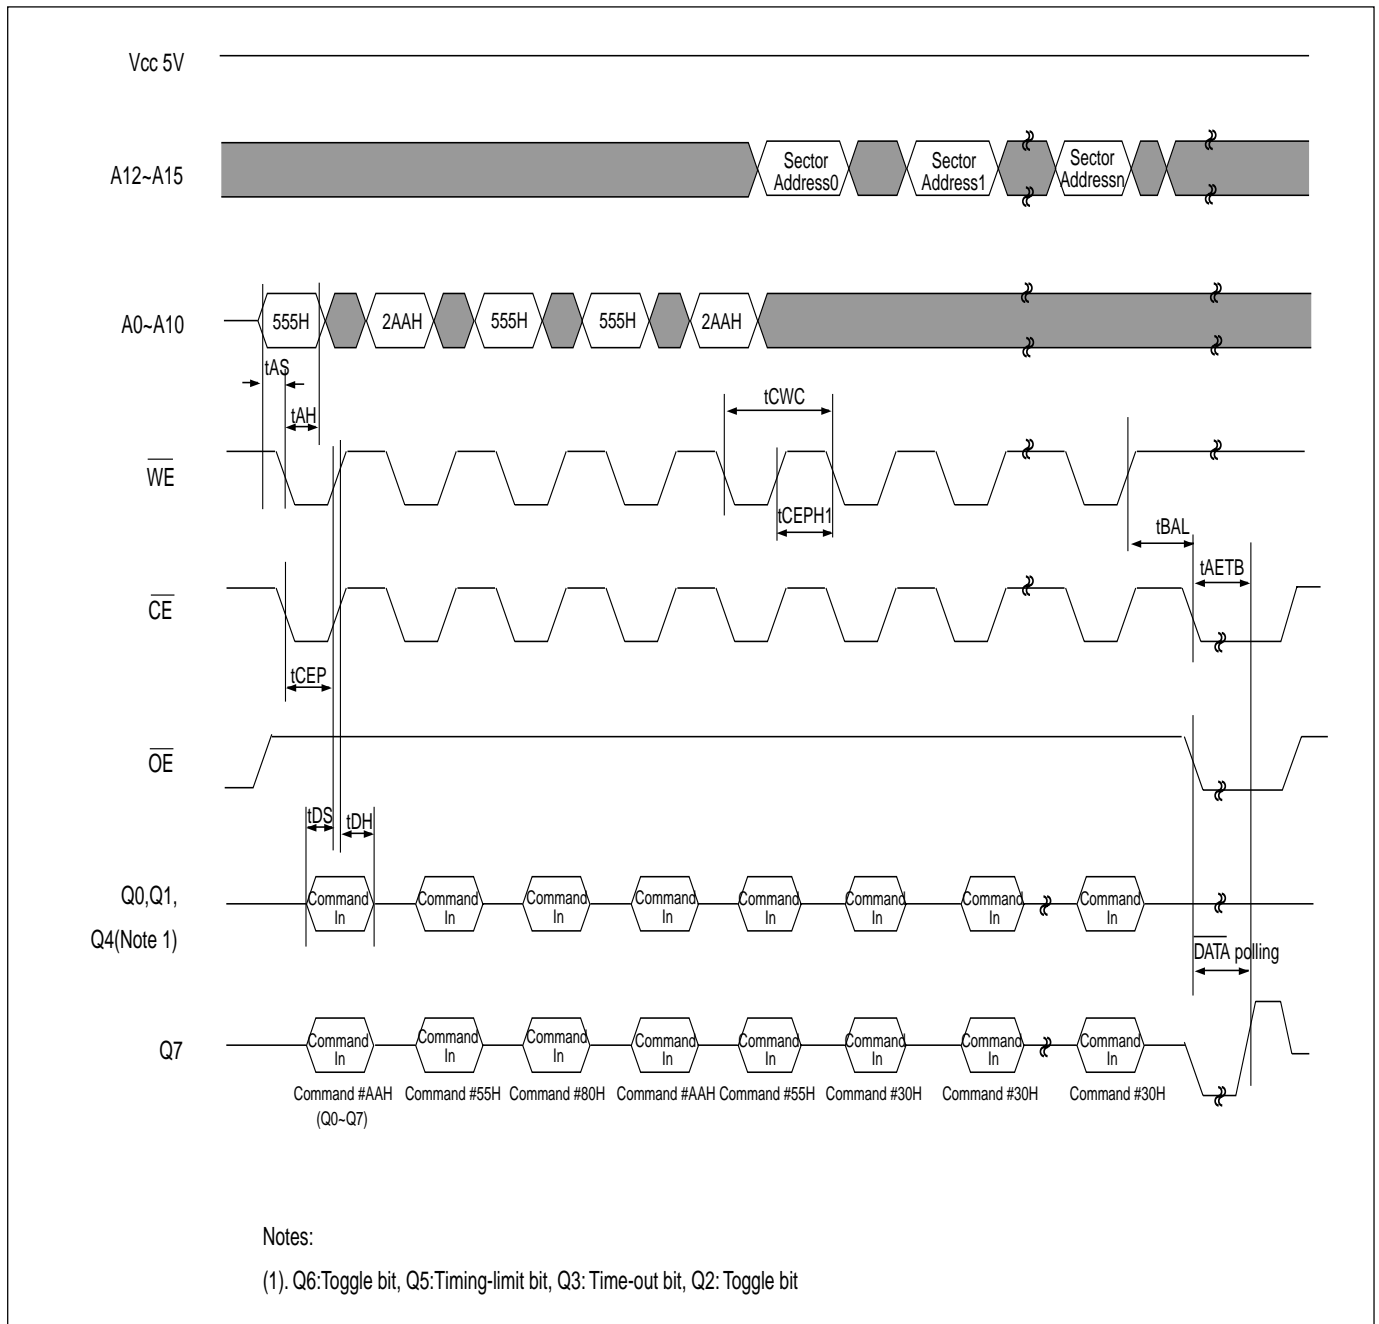 Vcc 5V
A12~A15
Sector Address0
Sector Address1
Sector Addressn
A0~A10
555H
2AAH
555H
555H
2AAH
tAS
tAH
tCWC
WE
tCEPH1
tBAL
tAETB
CE
tCEP
OE
tDS
tDH
Q0,Q1,
Q4(Note 1)
Command In
Command In
Command In
Command In
Command In
Command In
Command In
Command In
DATA polling
Q7
Command In
Command In
Command In
Command In
Command In
Command In
Command In
Command In
Command #AAH
(Q0~Q7)
Command #55H
Command #80H
Command #AAH
Command #55H
Command #30H
Command #30H
Command #30H
Notes:
(1). Q6:Toggle bit, Q5:Timing-limit bit, Q3: Time-out bit, Q2: Toggle bit